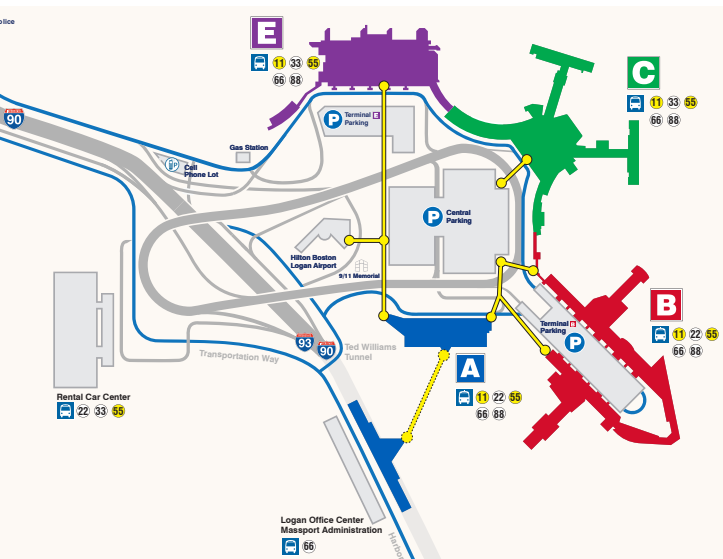 olice
E
11 33 55
66 88
C
11 33 55
66 88
90
P Terminal E
Parking
Gas Station
Cell
Phone Lot
P Central
Parking
Hilton Boston
Logan Airport
9/11 Memorial
B
11 22 55
66 88
Terminal B
Parking
P
93 90
Ted Williams
Tunnel
Transportation Way
A
11 22 55
66 88
Rental Car Center
22 33 55
Logan Office Center
Massport Administration
66
Harbor